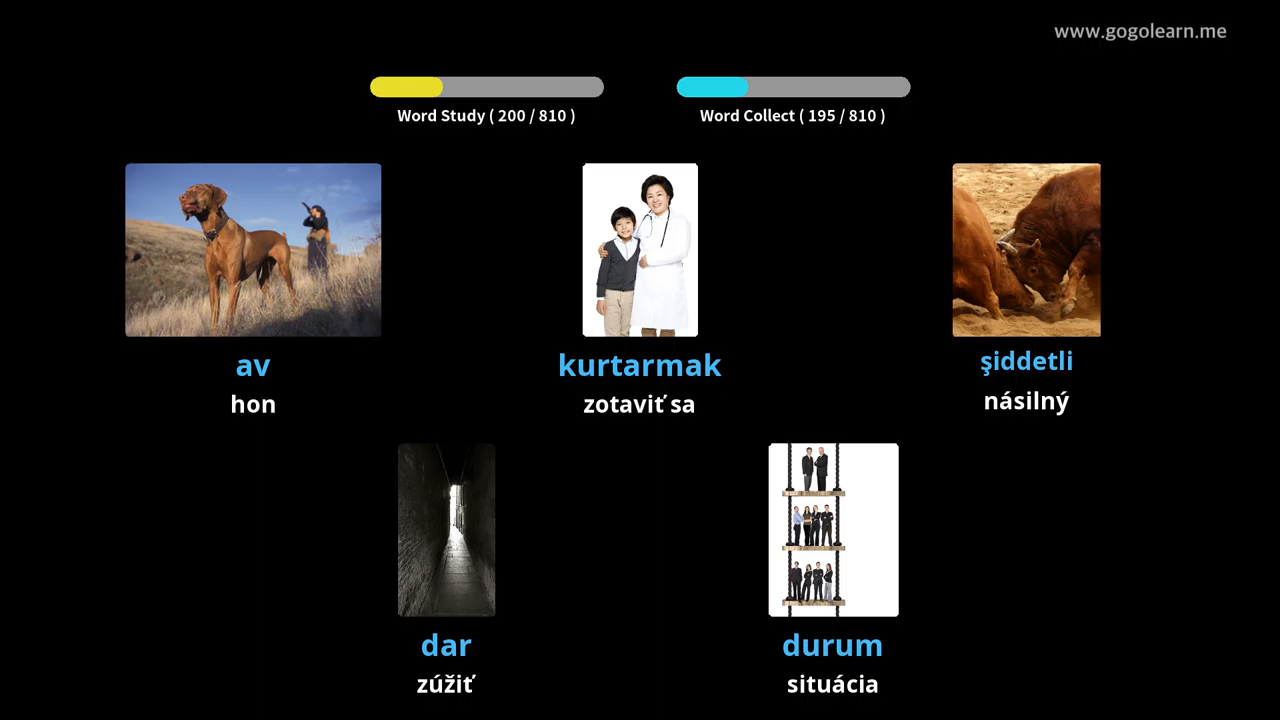 www.gogolearn.me
Word Study ( 200 / 810 )
Word Collect ( 195 / 810 )
av
hon
kurtarmak
zotaviť sa
şiddetli
násilný
dar
zúžiť
durum
situácia